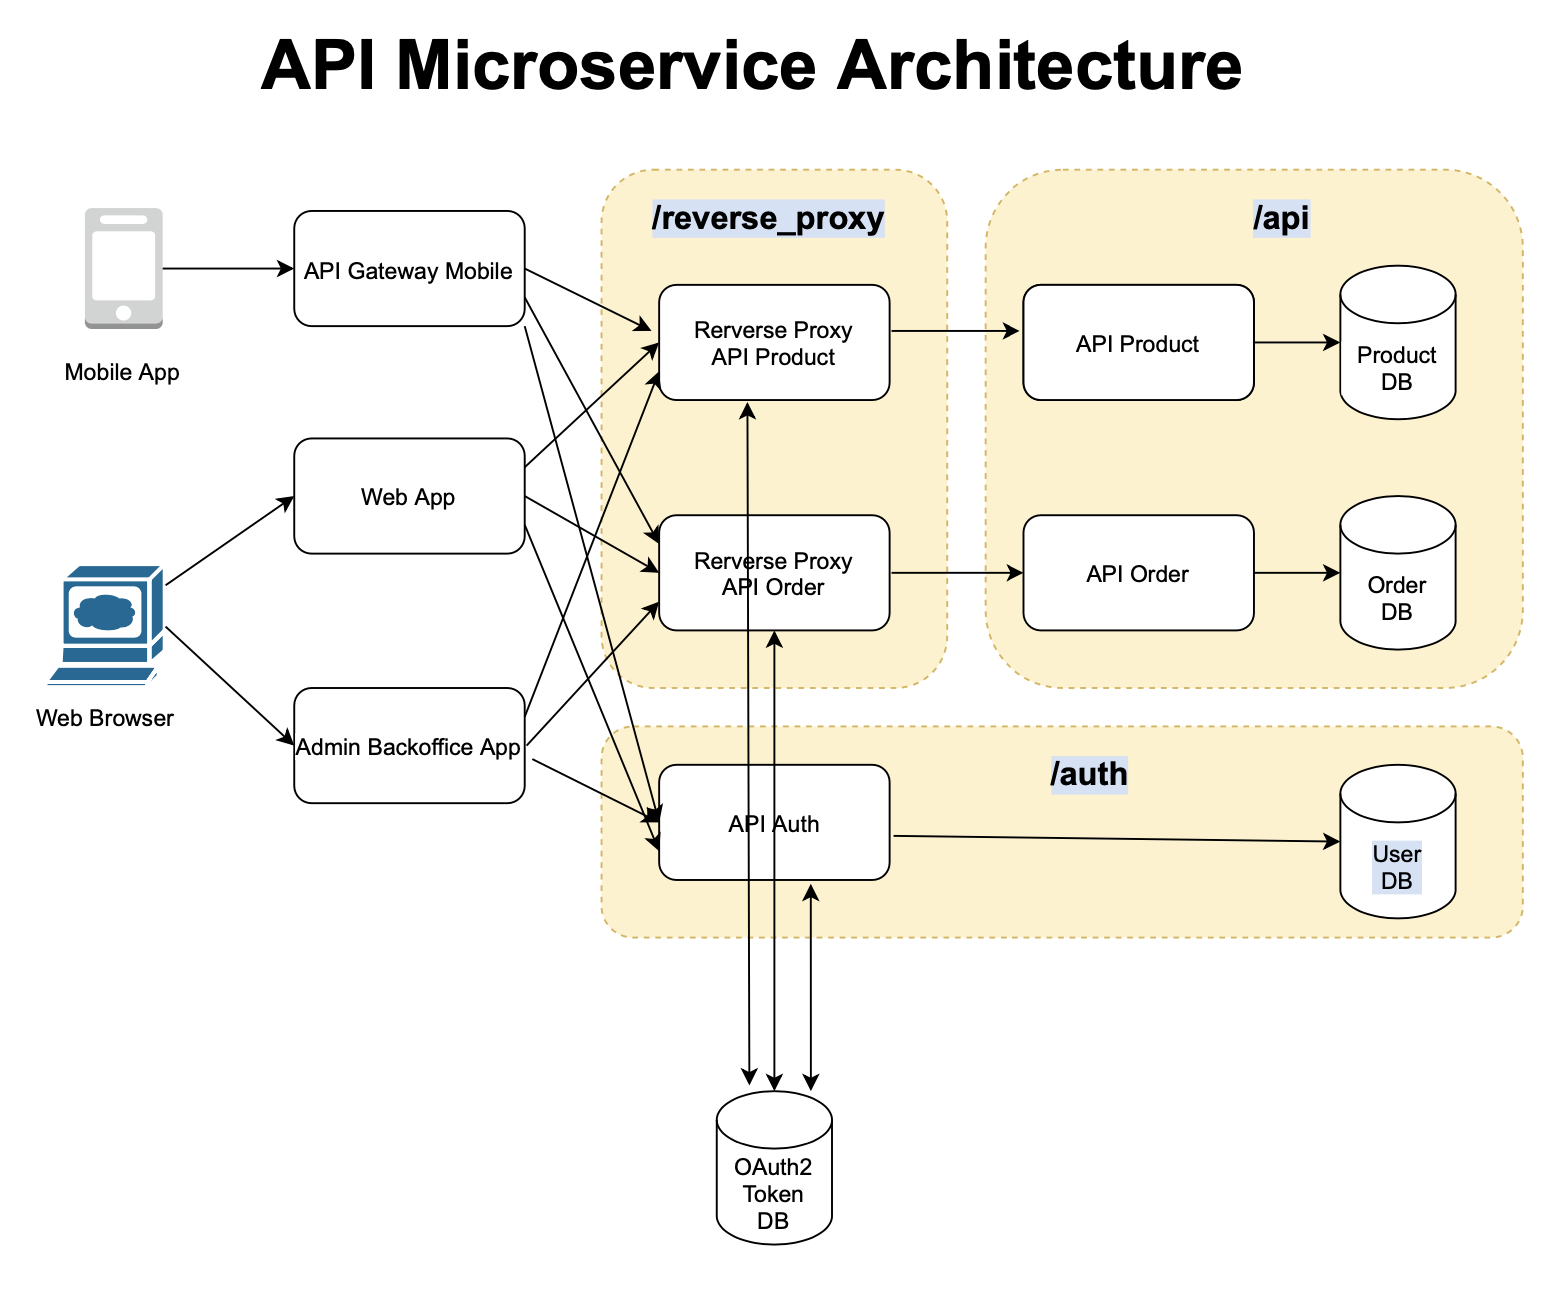 API Microservice Architecture
/reverse_proxy
/api
API Gateway Mobile
Rerverse Proxy
API Product
API Product
Product
DB
Mobile App
Web App
Rerverse Proxy
API Order
API Order
Order
DB
Web Browser
Admin Backoffice App
/auth
API Auth
User
DB
OAuth2
Token
DB